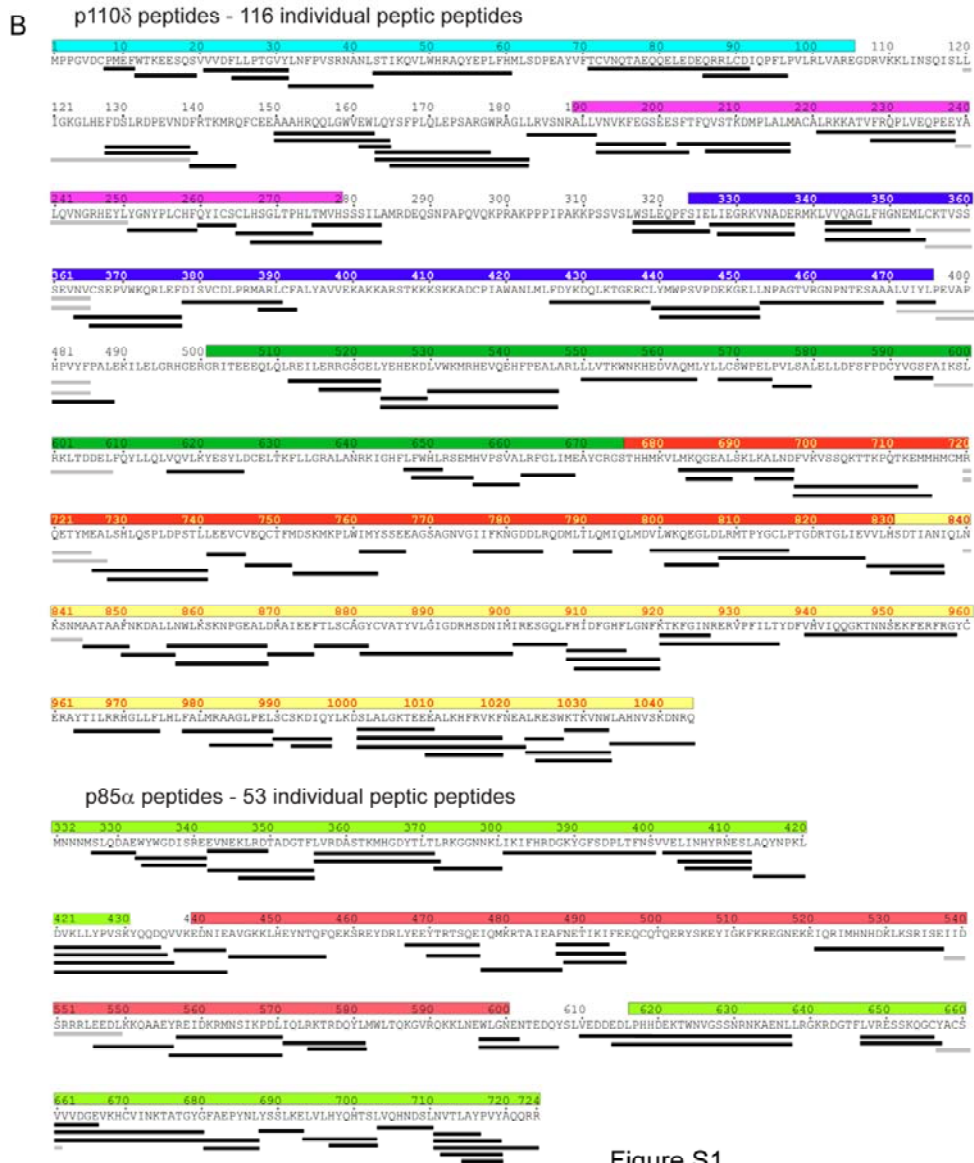 B
p110δ peptides - 116 individual peptic peptides
1 10 20 30 40 50 60 70 80 90 100 110 120
MPPGVDCPMEFWTKEESQSVVVDFLLPTGVYLNFPVSRNANLSTIKQVLWHRAQYEPLFHMLSDPEAYVFTCVNQTAEQQELEDEQRRLCDIQPFLPVLRLVAREGDRVKKLINSQISLL
121 130 140 150 160 170 180 190 200 210 220 230 240
IGKGLHEFDSLRDPEVNDFRTKMRQFCEEAAAHRQQLGWVEWLQYSFPLQLEPSARGWRAGLLRVSNRALLVNVKFEGSEESFTFQVSTKDMPLALMACALRKKATVFRQPLVEQPEEYA
241 250 260 270 280 290 300 310 320 330 340 350 360
LQVNGRHEYLYGNYPLCHFQYICSCLHSGLTPHLTMVHSSSILAMRDEQSNPAPQVQKPRAKPPPIPAKKPSSVSLWSLEQPFSIELIEGRKVNADERMKLVVQAGLFHGNEMLCKTVSS
361 370 380 390 400 410 420 430 440 450 460 470 480
SEVNVCSEPVWKQRLEFDISVCDLPRMARLCFALYAVVEKAKKARSTKKKSKKADCPIAWANLMLFDYKDQLKTGERCLYMWPSVPDEKGELLNPAGTVRGNPNTESAAALVIYLPEVAP
481 490 500 510 520 530 540 550 560 570 580 590 600
HPVYFPALEKILELGRHGERGRITEEEQLQLREILERRGSGELYEHEKDLVWKMRHEVQEHFPEALARLLLVTKWNKHEDVAQMLYLLCSWPELPVLSALELLDFSFPDCYVGSFAIKSL
601 610 620 630 640 650 660 670 680 690 700 710 720
RKLTDDELFQYLLQLVQVLKYESYLDCELTKFLLGRALANRKIGHFLFWHLRSEMHVPSVALRFGLIMEAYCRGSTHHMKVLMKQGEALSKLKALNDFVKVSSQKTTKPQTKEMMHMCMR
721 730 740 750 760 770 780 790 800 810 820 830 840
QETYMEALSHLQSPLDPSTLLEEVCVEQCTFMDSKMKPLWIMYSSEEAGSAGNVGIIFKNGDDLRQDMLTLQMIQLMDVLWKQEGLDLRMTPYGCLPTGDRTGLIEVVLHSDTIANIQLN
841 850 860 870 880 890 900 910 920 930 940 950 960
KSNMAATAAFNKDALLNWLKSKNPGEALDRAIEEFTLSCAGYCVATYVLGIGDRHSDNIMIRESGQLFHIDFGHFLGNFKTKFGINRERVPFILTYDFVHVIQQGKTNNSEKFERFRGYC
961 970 980 990 1000 1010 1020 1030 1040
ERAYTILRRHGLLFLHLFALMRAAGLPELSCSKDIQYLKDSLALGKTEEEALKHFRVKFNEALRESWKTKVNWLAHNVSKDNRQ
p85α peptides - 53 individual peptic peptides
332 330 340 350 360 370 380 390 400 410 420
MNNNMSLQDAEWYWGDISREEVNEKLRDTADGTFLVRDASTKMHGDYTLTLRKGGNNKLIKIFHRDGKYGFSDPLTFNSVVELINHYRNESLAQYNPKL
421 430 440 450 460 470 480 490 500 510 520 530 540
DVKLLYPVSKYQQDQVVKEDNIEAVGKKLHEYNTQFQEKSREYDRLYEEYTRTSQEIQMKRTAIEAFNETIKIFEEQCQTQERYSKEYIGKFKREGNEKEIQRIMHNHDKLKSRISEIID
551 560 570 580 590 600 610 620 630 640 650 660
SRRRLEEDLKKQAAEYREIDKRMNSIKPDLIQLRKTRDQYLMWLTQKGVRQKKLNEWLGNENTEDQYSLVEDDEDLPHHDEKTWNVGSSNRNKAENLLRGKRDGTFLVRESSKQGCYACS
661 670 680 690 700 710 720 724
VVVDGEVKHCVINKTATGYGFAEPYNLYSSLKELVLHYQHTSLVQHNDSLNVTLAYPVYAQQRR
Figure S1